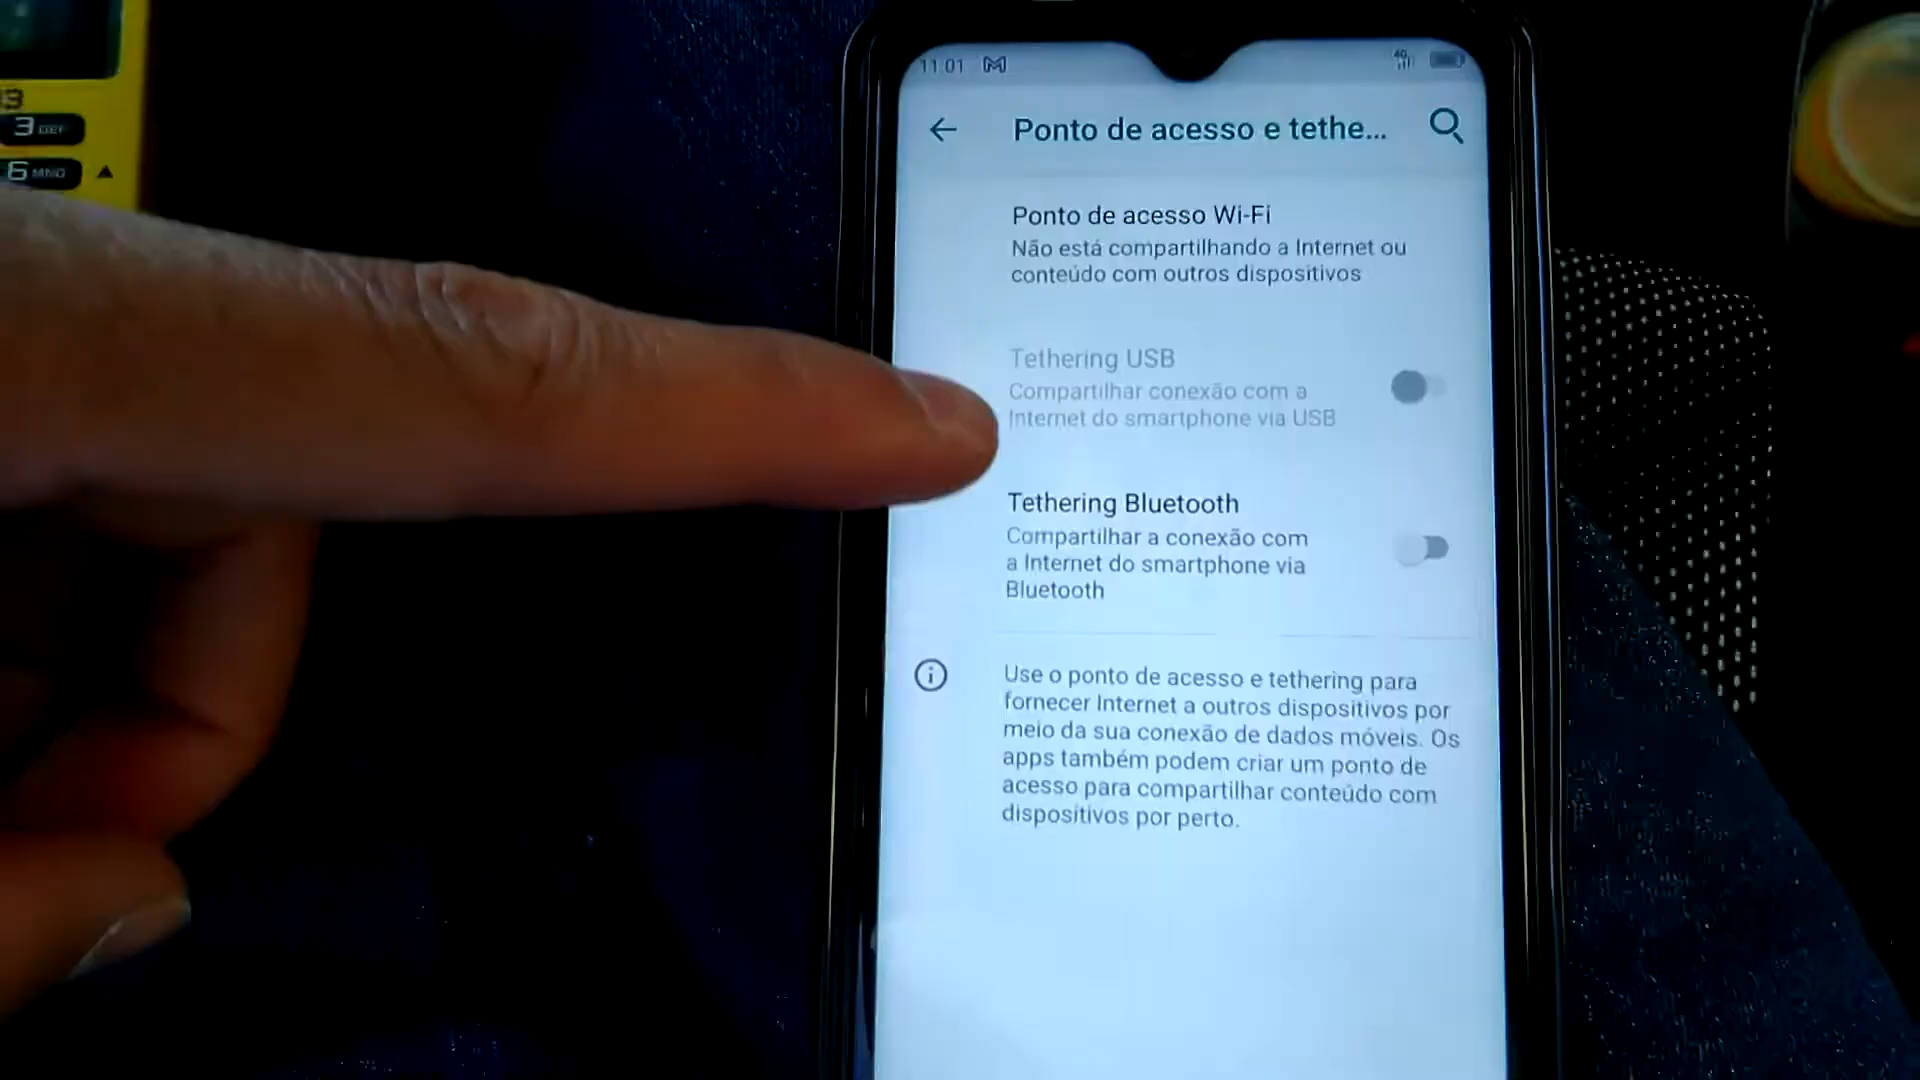 11:01
4G
Ponto de acesso e tethe...
Ponto de acesso Wi-Fi
Não está compartilhando a Internet ou
conteúdo com outros dispositivos
Tethering USB
Compartilhar conexão com a
Internet do smartphone via USB
Tethering Bluetooth
Compartilhar a conexão com
a Internet do smartphone via
Bluetooth
Use o ponto de acesso e tethering para
fornecer Internet a outros dispositivos por
meio da sua conexão de dados móveis. Os
apps também podem criar um ponto de
acesso para compartilhar conteúdo com
dispositivos por perto.
3 DEF
6 MNO